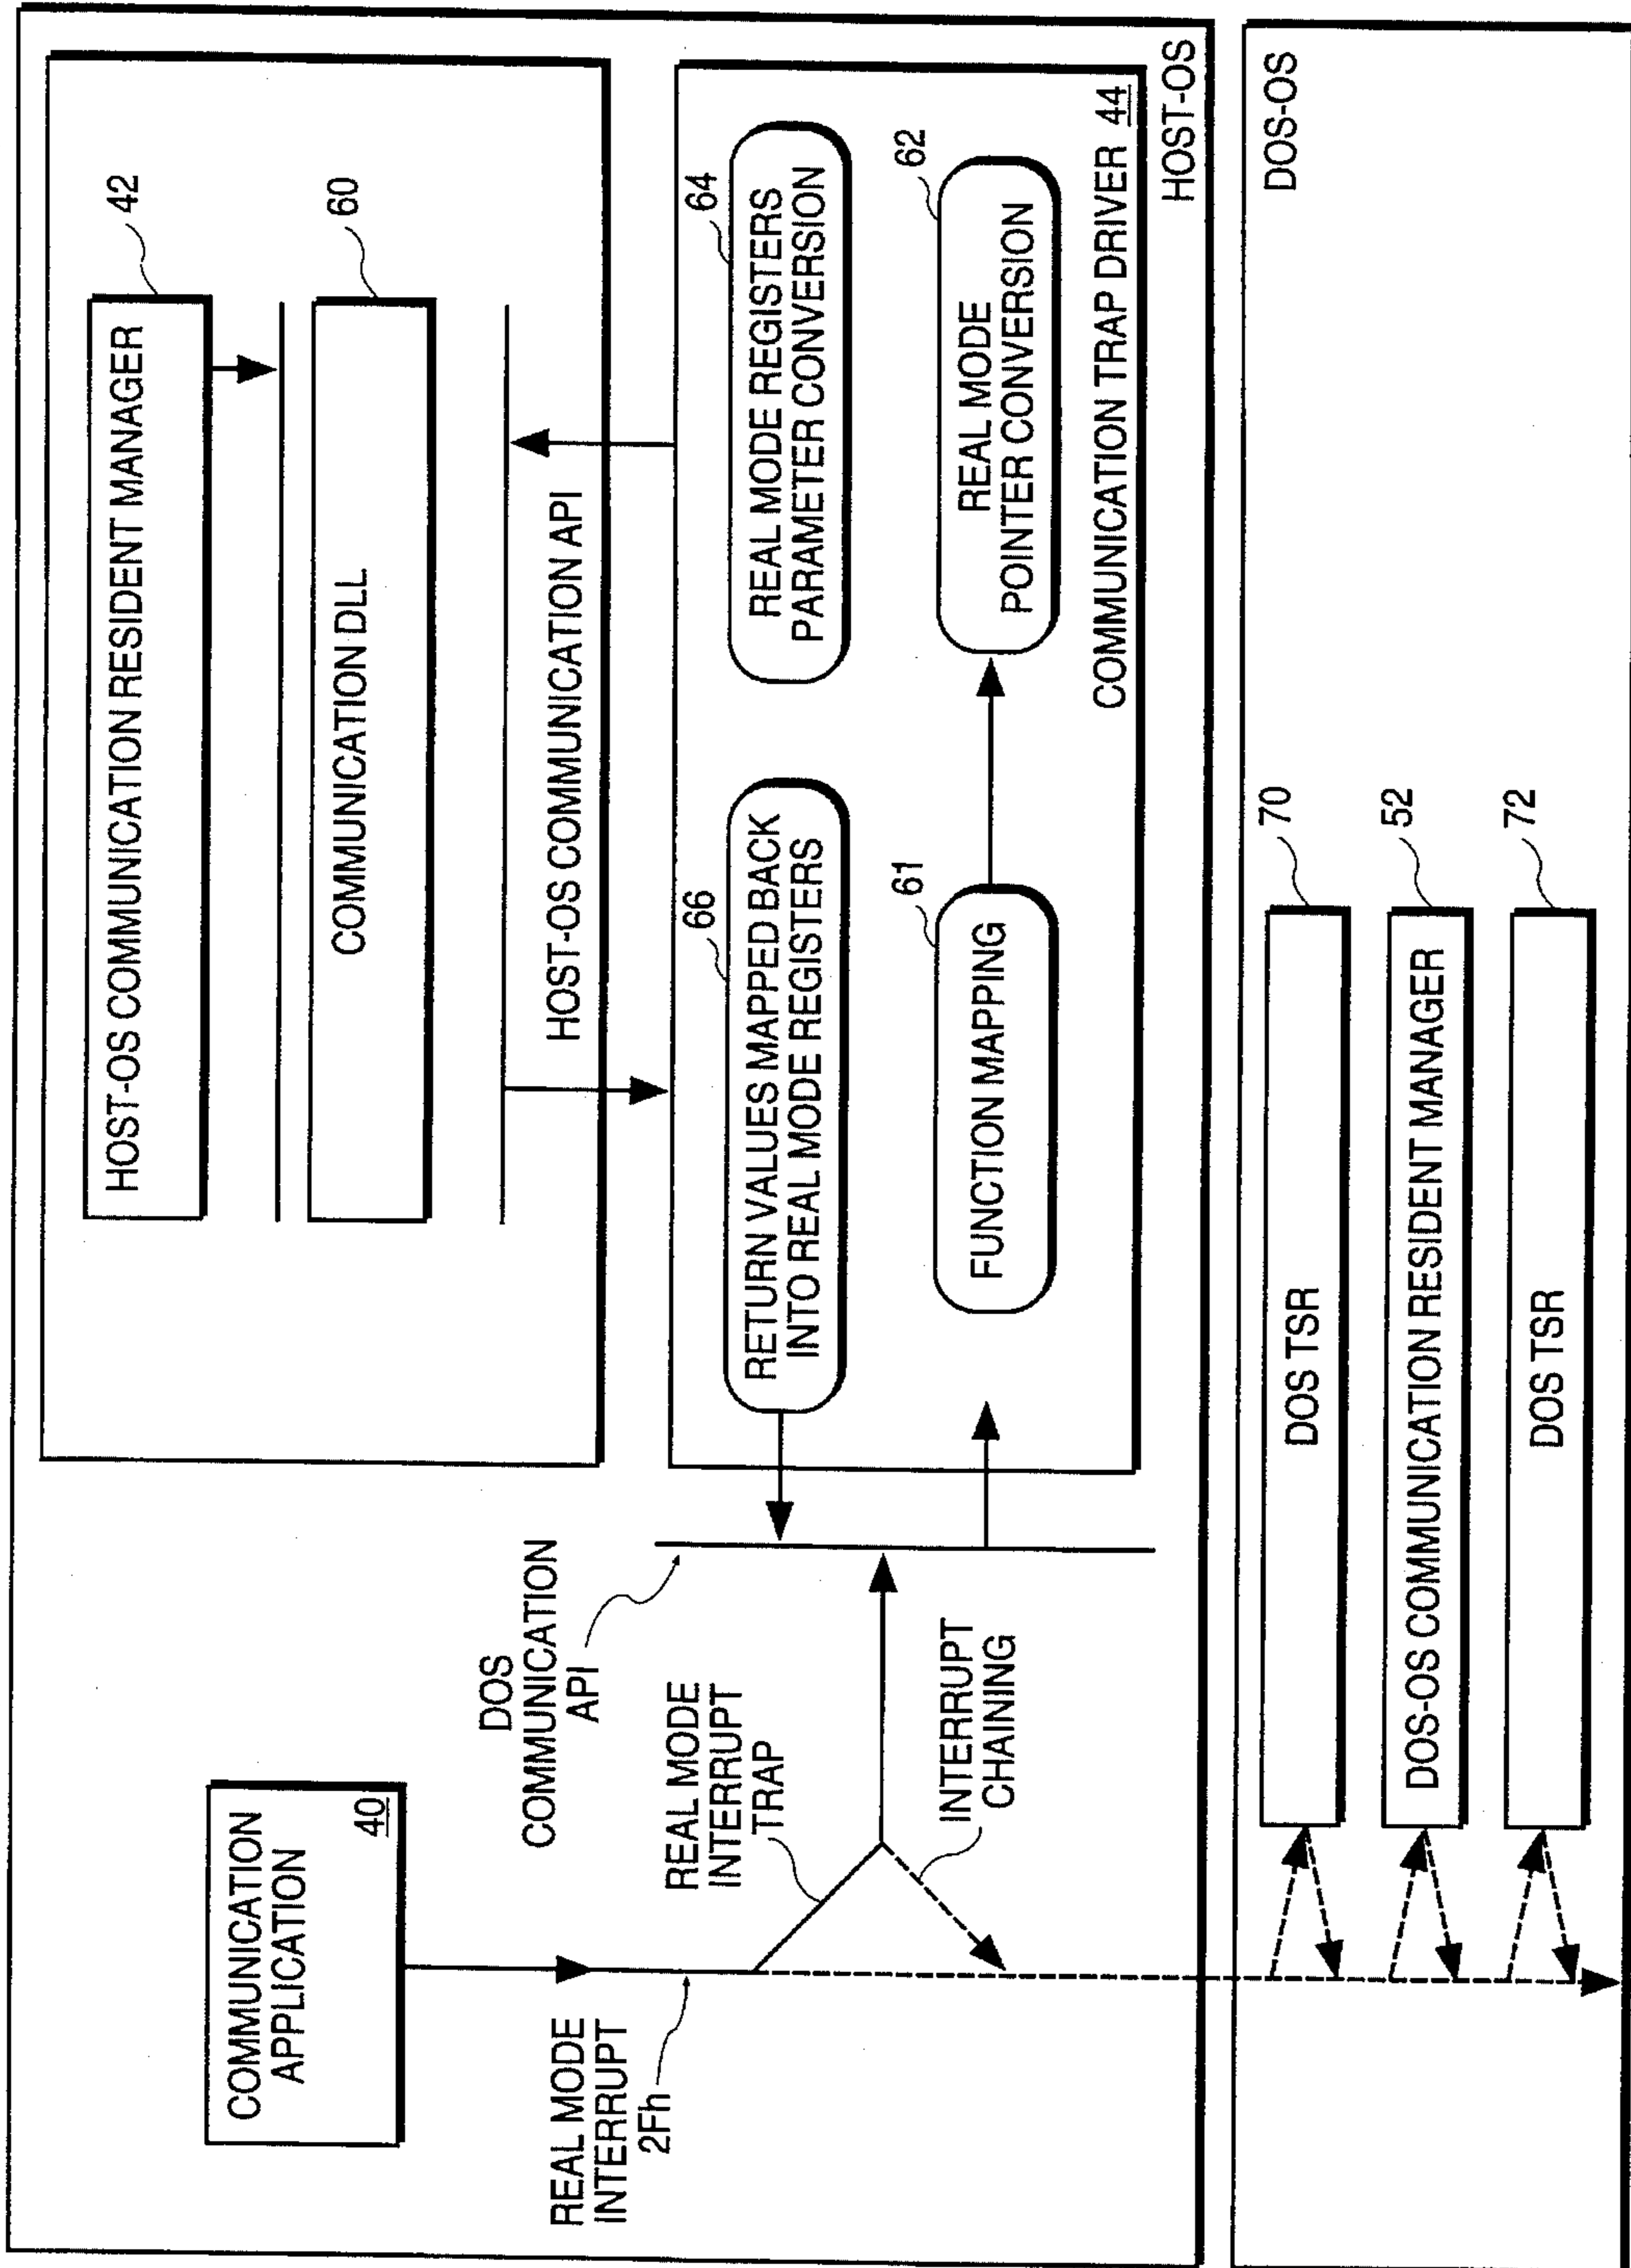 HOST-OS COMMUNICATION RESIDENT MANAGER
42
COMMUNICATION DLL
60
HOST-OS COMMUNICATION API
COMMUNICATION
APPLICATION
40
DOS
COMMUNICATION
API
REAL MODE
INTERRUPT
2Fh
REAL MODE
INTERRUPT
TRAP
INTERRUPT
CHAINING
66
RETURN VALUES MAPPED BACK
INTO REAL MODE REGISTERS
64
REAL MODE REGISTERS
PARAMETER CONVERSION
61
FUNCTION MAPPING
62
REAL MODE
POINTER CONVERSION
COMMUNICATION TRAP DRIVER 44
HOST-OS
DOS-OS
DOS TSR
70
DOS-OS COMMUNICATION RESIDENT MANAGER
52
DOS TSR
72